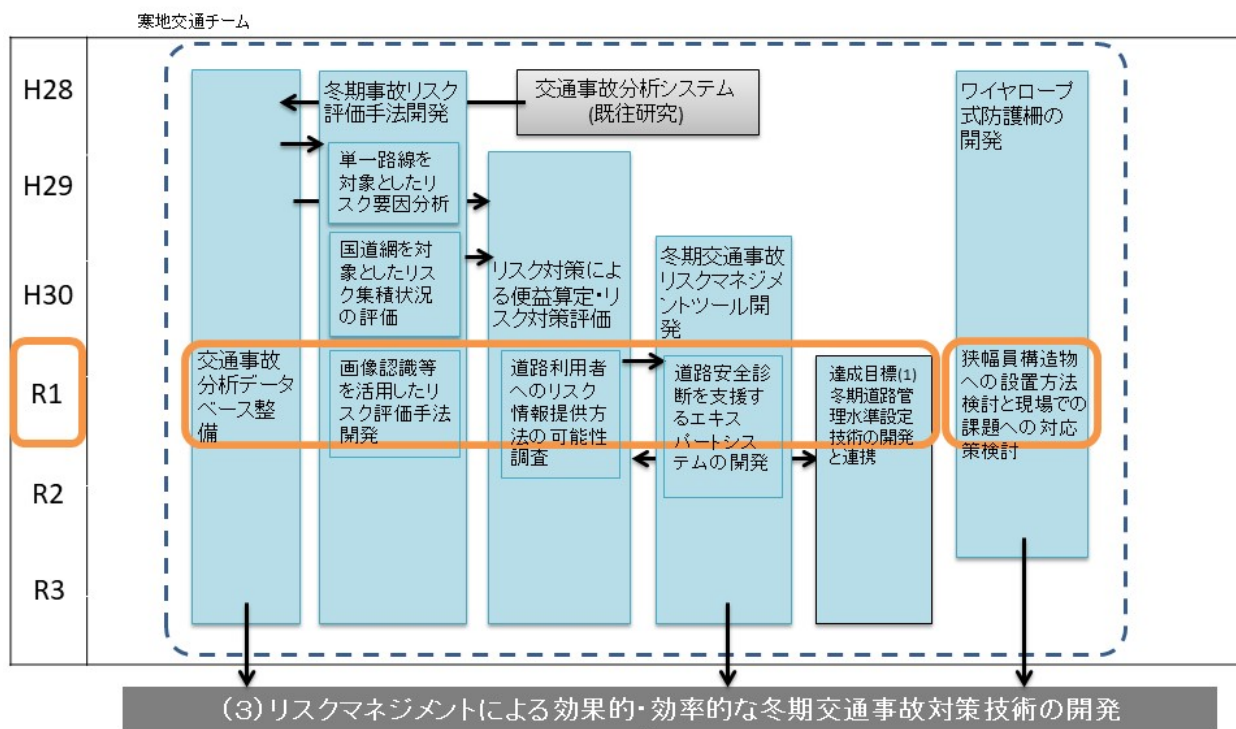 寒地交通チーム
H28
H29
H30
R1
R2
R3
交通事故
分析データ
ベース整
備
冬期事故リスク
評価手法開発
単一路線を
対象としたリ
スク要因分析
国道網を対
象としたリス
ク集積状況
の評価
画像認識等
を活用したリ
スク評価手法
開発
交通事故分析システム
(既往研究)
リスク対策によ
る便益算定・リ
スク対策評価
道路利用者
へのリスク
情報提供方
法の可能性
調査
冬期交通事故
リスクマネジメ
ントツール開
発
道路安全診
断を支援す
るエキス
パートシス
テムの開発
達成目標(1)
冬期道路管
理水準設定
技術の開発
と連携
ワイヤロープ
式防護柵の
開発
狭幅員構造物
への設置方法
検討と現場での
課題への対応
策検討
(3)リスクマネジメントによる効果的・効率的な冬期交通事故対策技術の開発